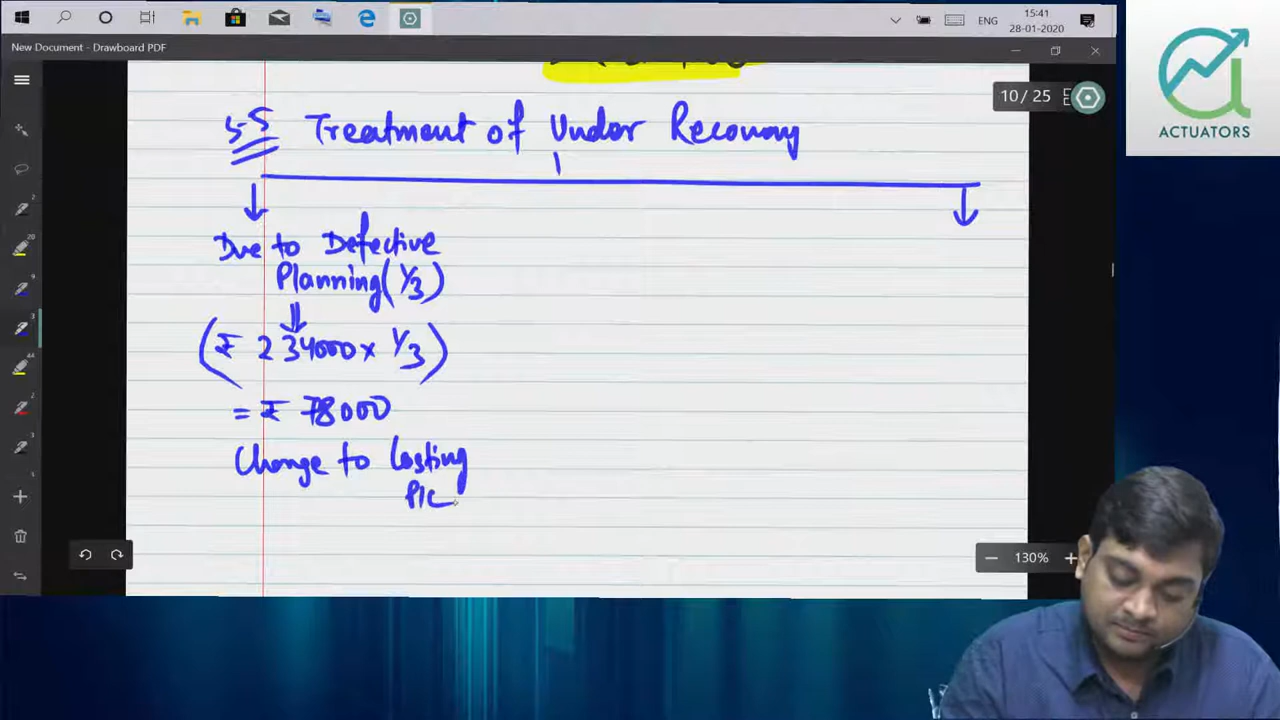 15:41
ENG
28-01-2020
New Document - Drawboard PDF
10 / 25
ACTUATORS
S-5 Treatment of Under Recovery
Due to Defective
Planning (1/3)
(₹ 234000 x 1/3)
= ₹ 78000
Charge to Costing
P/L
130%